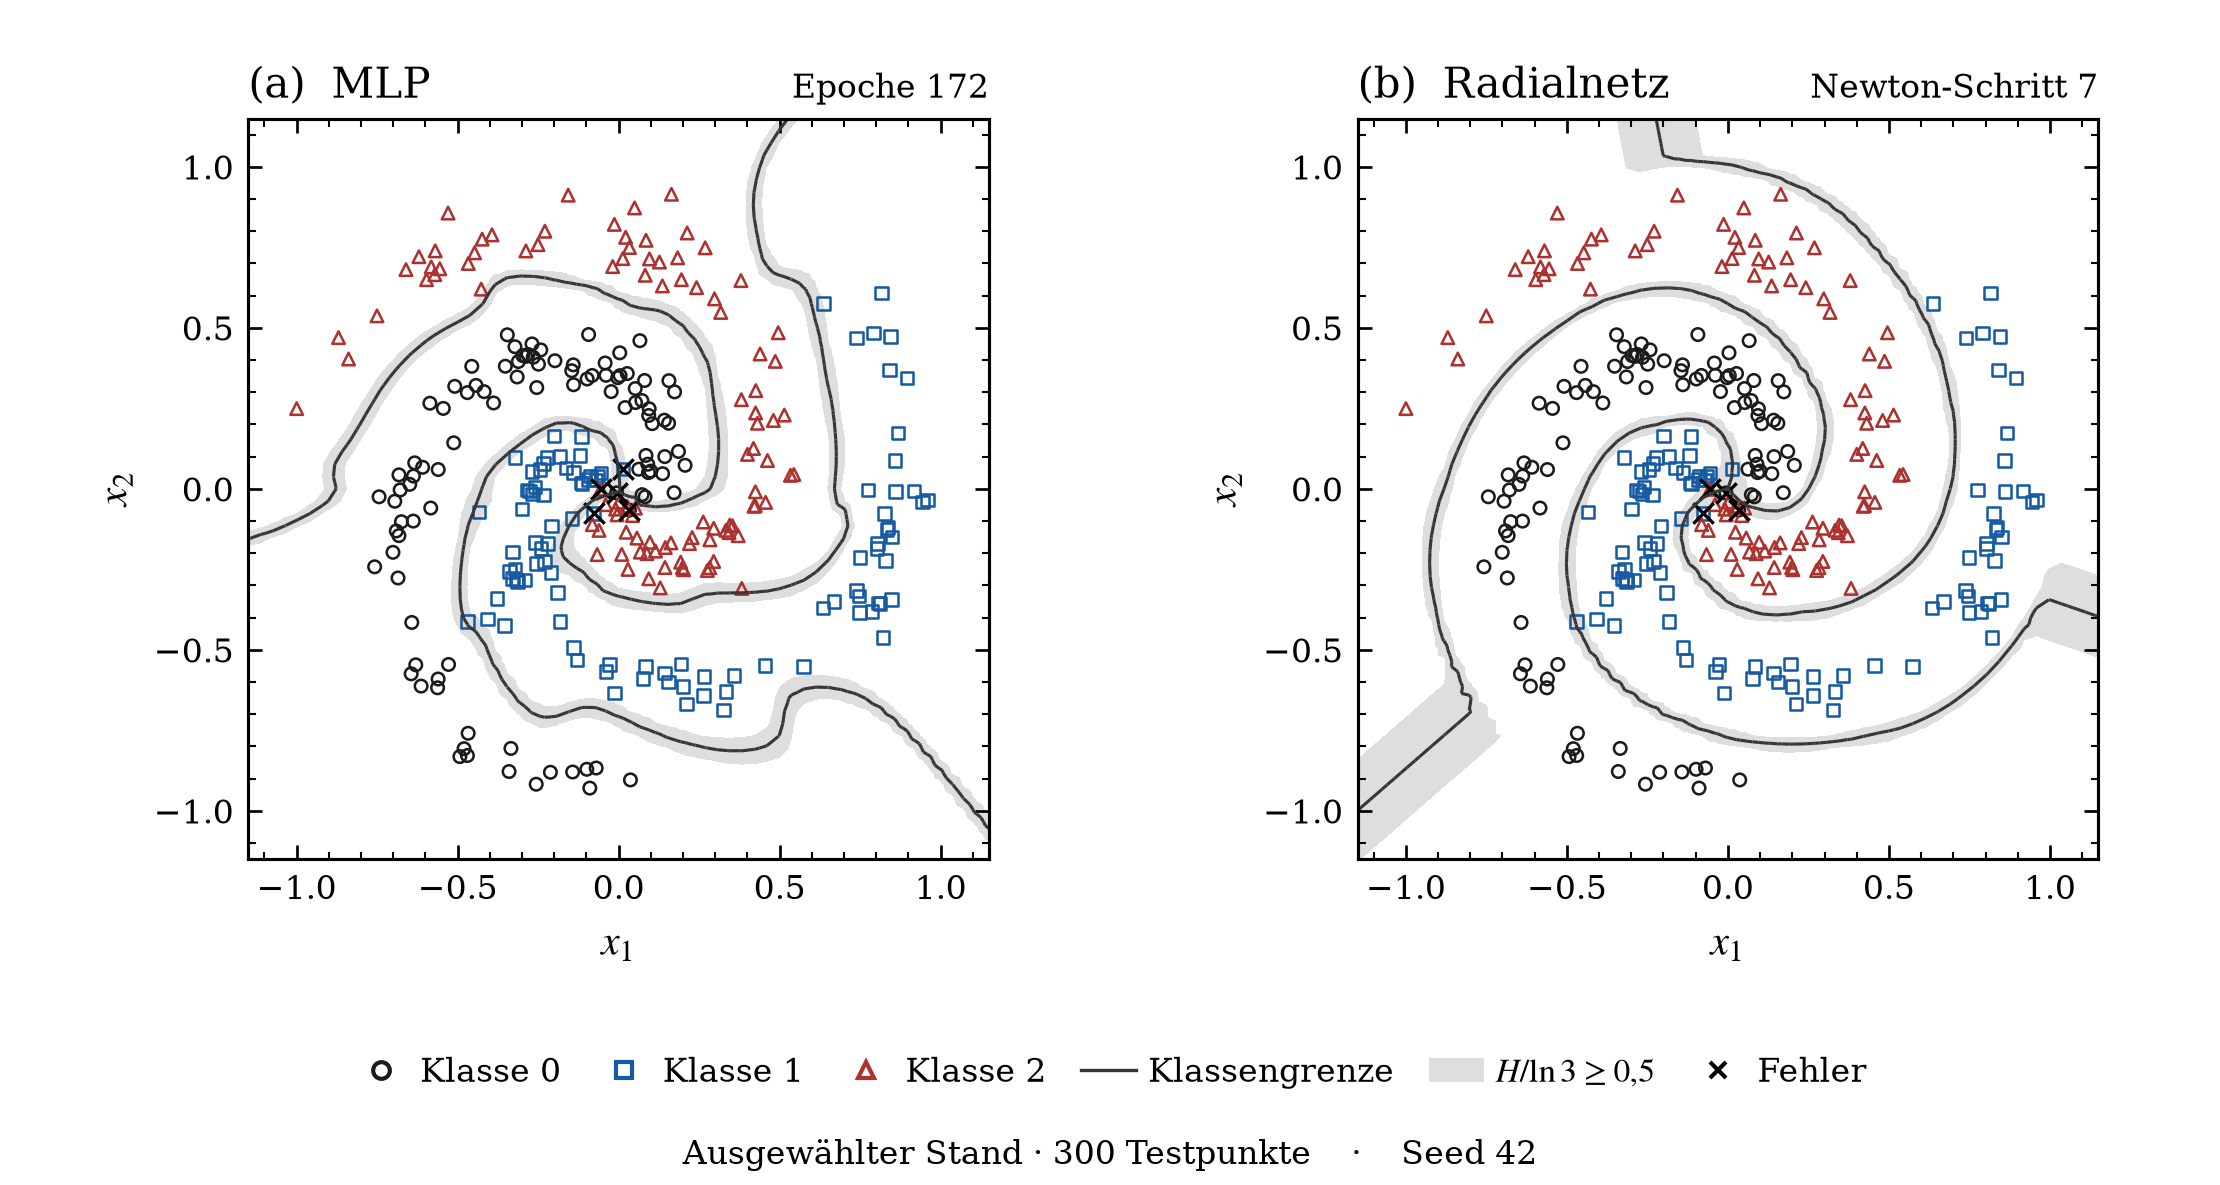 (a) MLP Epoche 172
(b) Radialnetz Newton-Schritt 7
1.0 0.5 0.0 −0.5 −1.0
x₂
−1.0 −0.5 0.0 0.5 1.0
x₁
1.0 0.5 0.0 −0.5 −1.0
x₂
−1.0 −0.5 0.0 0.5 1.0
x₁
Klasse 0 Klasse 1 Klasse 2 Klassengrenze H/ln 3 ≥ 0,5 Fehler
Ausgewählter Stand · 300 Testpunkte · Seed 42